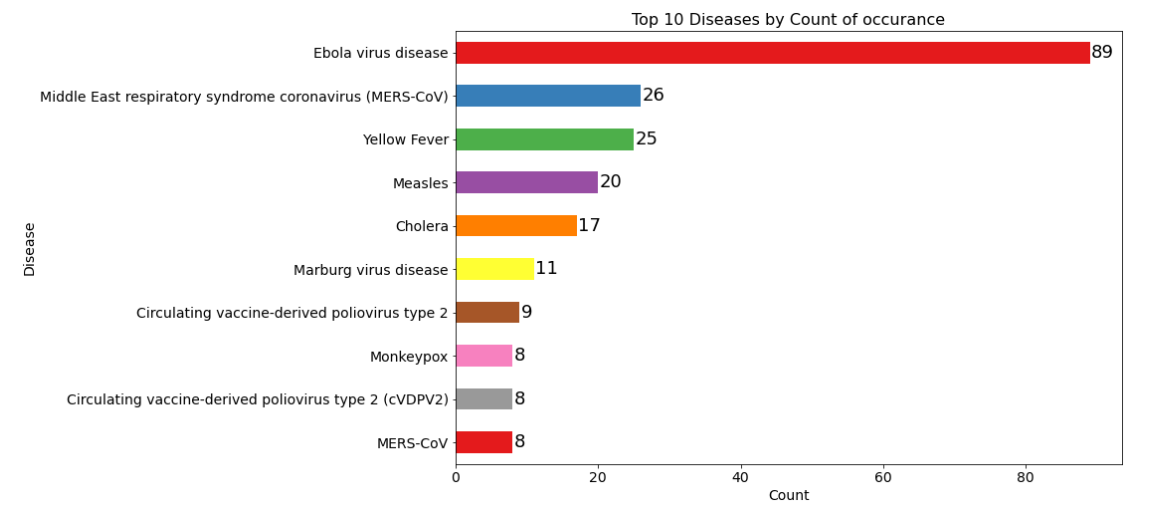 Top 10 Diseases by Count of occurance
Disease
Ebola virus disease 89
Middle East respiratory syndrome coronavirus (MERS-CoV) 26
Yellow Fever 25
Measles 20
Cholera 17
Marburg virus disease 11
Circulating vaccine-derived poliovirus type 2 9
Monkeypox 8
Circulating vaccine-derived poliovirus type 2 (cVDPV2) 8
MERS-CoV 8
0 20 40 60 80
Count